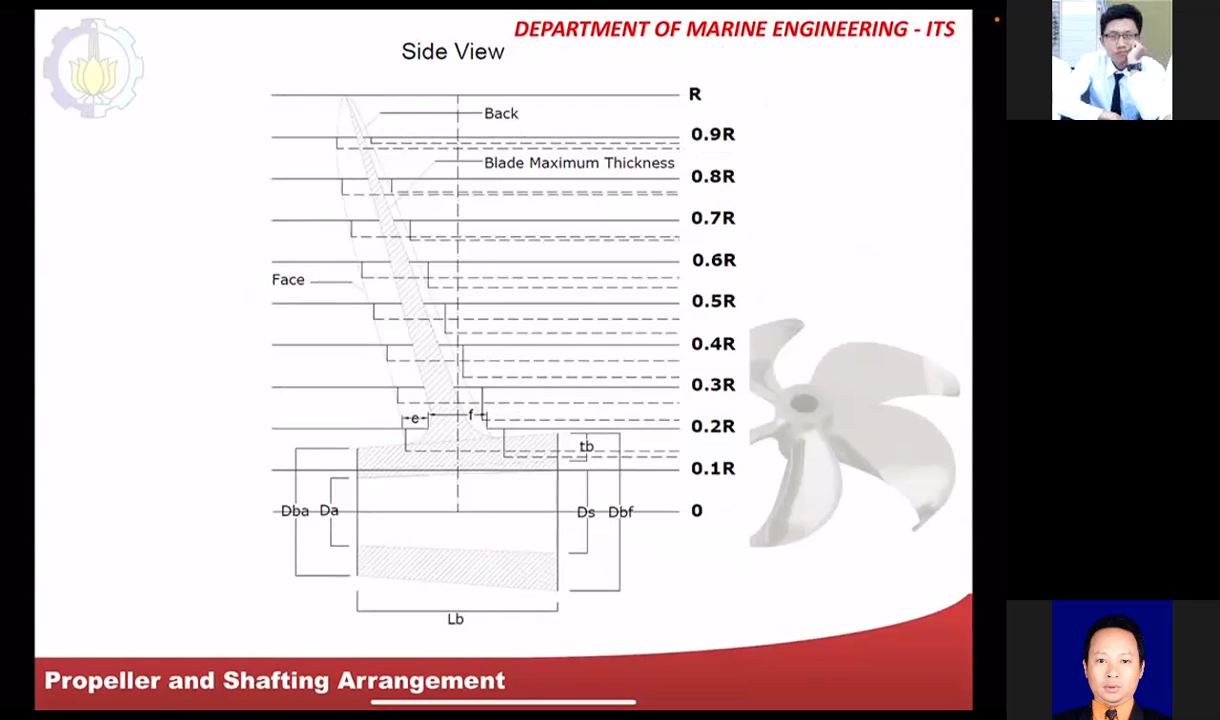 DEPARTMENT OF MARINE ENGINEERING - ITS
Side View
R
Back
0.9R
Blade Maximum Thickness
0.8R
0.7R
0.6R
Face
0.5R
0.4R
0.3R
e
f
0.2R
tb
0.1R
Dba
Da
Ds
Dbf
0
Lb
Propeller and Shafting Arrangement